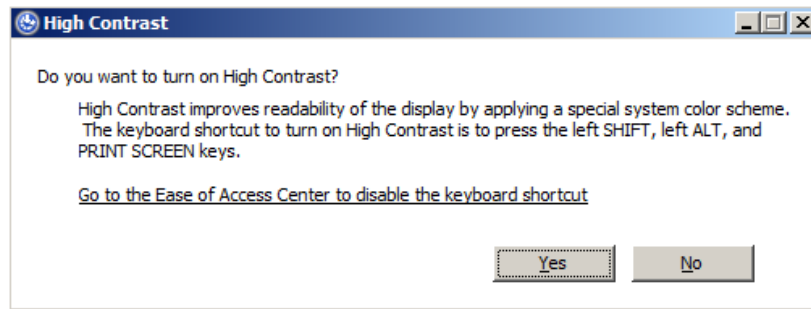 High Contrast
Do you want to turn on High Contrast?
High Contrast improves readability of the display by applying a special system color scheme.
The keyboard shortcut to turn on High Contrast is to press the left SHIFT, left ALT, and
PRINT SCREEN keys.
Go to the Ease of Access Center to disable the keyboard shortcut
Yes No